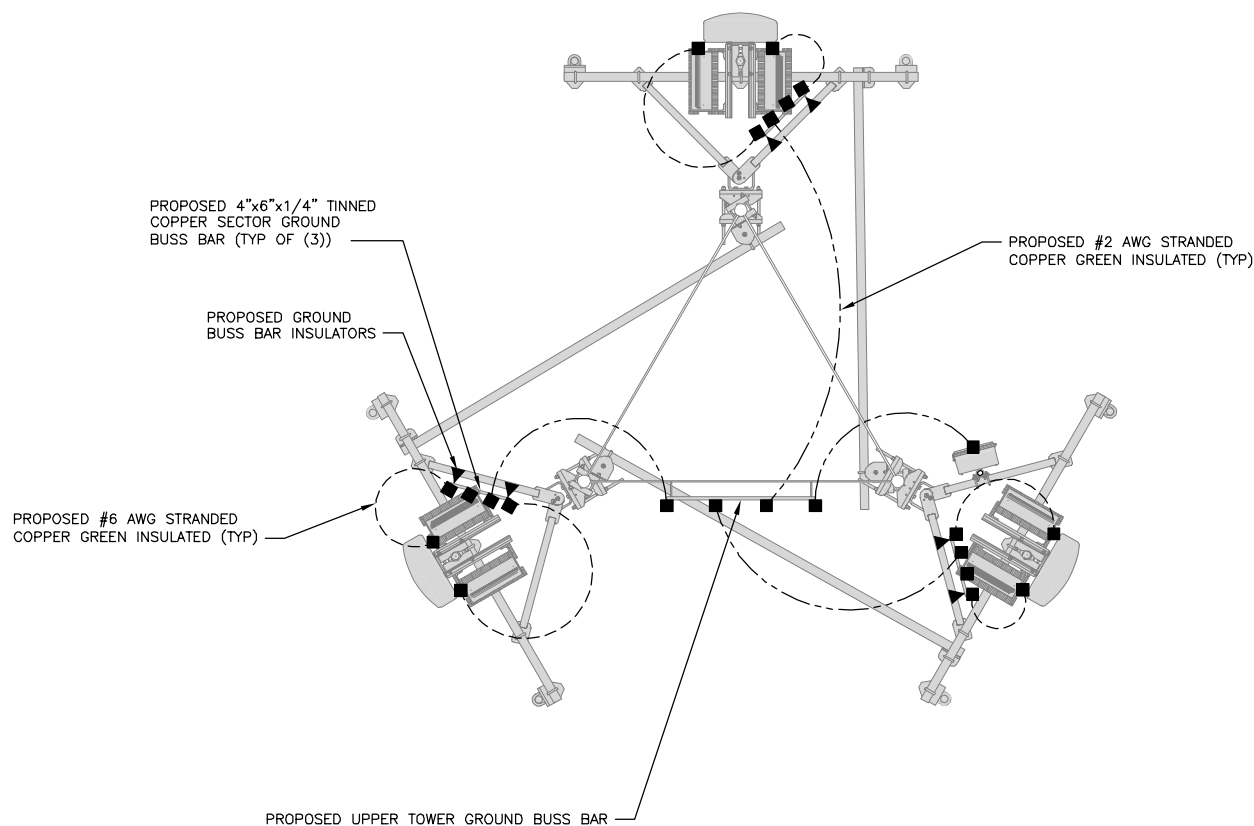 PROPOSED 4"x6"x1/4" TINNED
COPPER SECTOR GROUND
BUSS BAR (TYP OF (3))
PROPOSED #2 AWG STRANDED
COPPER GREEN INSULATED (TYP)
PROPOSED GROUND
BUSS BAR INSULATORS
PROPOSED #6 AWG STRANDED
COPPER GREEN INSULATED (TYP)
PROPOSED UPPER TOWER GROUND BUSS BAR